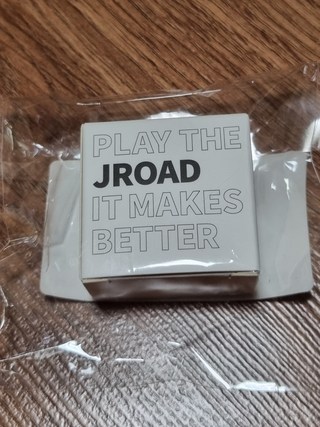 PLAY THE
JROAD
IT MAKES
BETTER